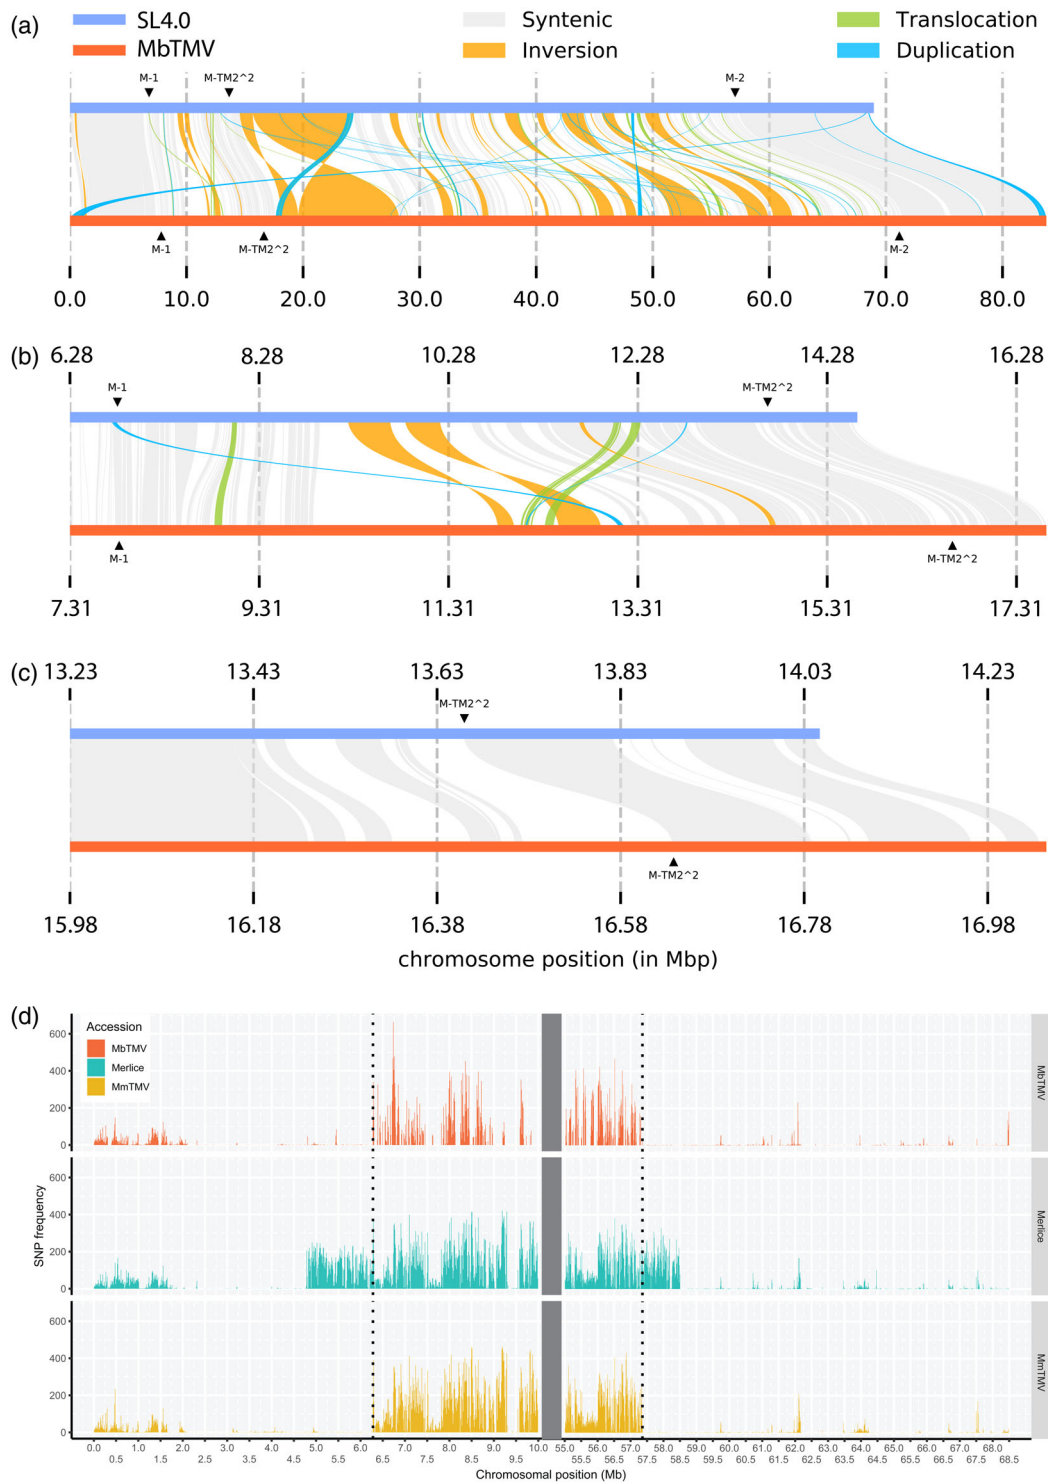 (a) SL4.0 Syntenic Translocation
MbTMV Inversion Duplication
M-1 M-TM2^2 M-2
M-1 M-TM2^2 M-2
0.0 10.0 20.0 30.0 40.0 50.0 60.0 70.0 80.0
(b) 6.28 8.28 10.28 12.28 14.28 16.28
M-1 M-TM2^2
M-1 M-TM2^2
7.31 9.31 11.31 13.31 15.31 17.31
(c) 13.23 13.43 13.63 13.83 14.03 14.23
M-TM2^2
M-TM2^2
15.98 16.18 16.38 16.58 16.78 16.98
chromosome position (in Mbp)
(d)
Accession
MbTMV
Merlice
MmTMV
600
400
200
0
MbTMV
600
400
200
0
Merlice
600
400
200
0
MmTMV
SNP frequency
0.0 1.0 2.0 3.0 4.0 5.0 6.0 7.0 8.0 9.0 10.0 55.0 56.0 57.0 58.0 59.0 60.0 61.0 62.0 63.0 64.0 65.0 66.0 67.0 68.0
0.5 1.5 2.5 3.5 4.5 5.5 6.5 7.5 8.5 9.5 55.5 56.5 57.5 58.5 59.5 60.5 61.5 62.5 63.5 64.5 65.5 66.5 67.5 68.5
Chromosomal position (Mb)